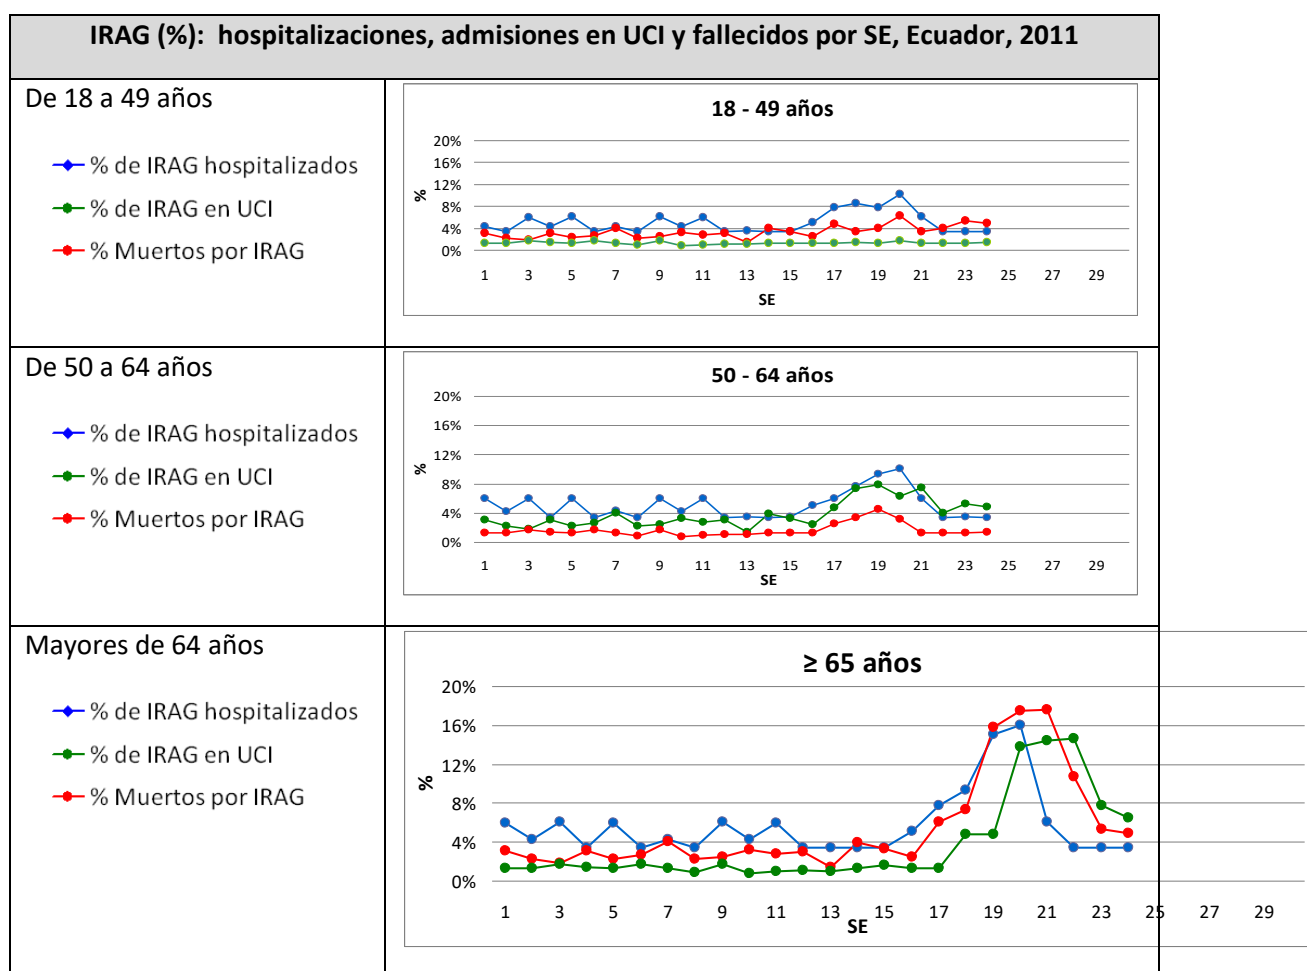 IRAG (%): hospitalizaciones, admisiones en UCI y fallecidos por SE, Ecuador, 2011
De 18 a 49 años
% de IRAG hospitalizados
% de IRAG en UCI
% Muertos por IRAG
18 - 49 años
20%
16%
12%
8%
4%
0%
%
1 3 5 7 9 11 13 15 17 19 21 23 25 27 29
SE
De 50 a 64 años
% de IRAG hospitalizados
% de IRAG en UCI
% Muertos por IRAG
50 - 64 años
20%
16%
12%
8%
4%
0%
%
1 3 5 7 9 11 13 15 17 19 21 23 25 27 29
SE
Mayores de 64 años
% de IRAG hospitalizados
% de IRAG en UCI
% Muertos por IRAG
≥ 65 años
20%
16%
12%
8%
4%
0%
%
1 3 5 7 9 11 13 15 17 19 21 23 25 27 29
SE